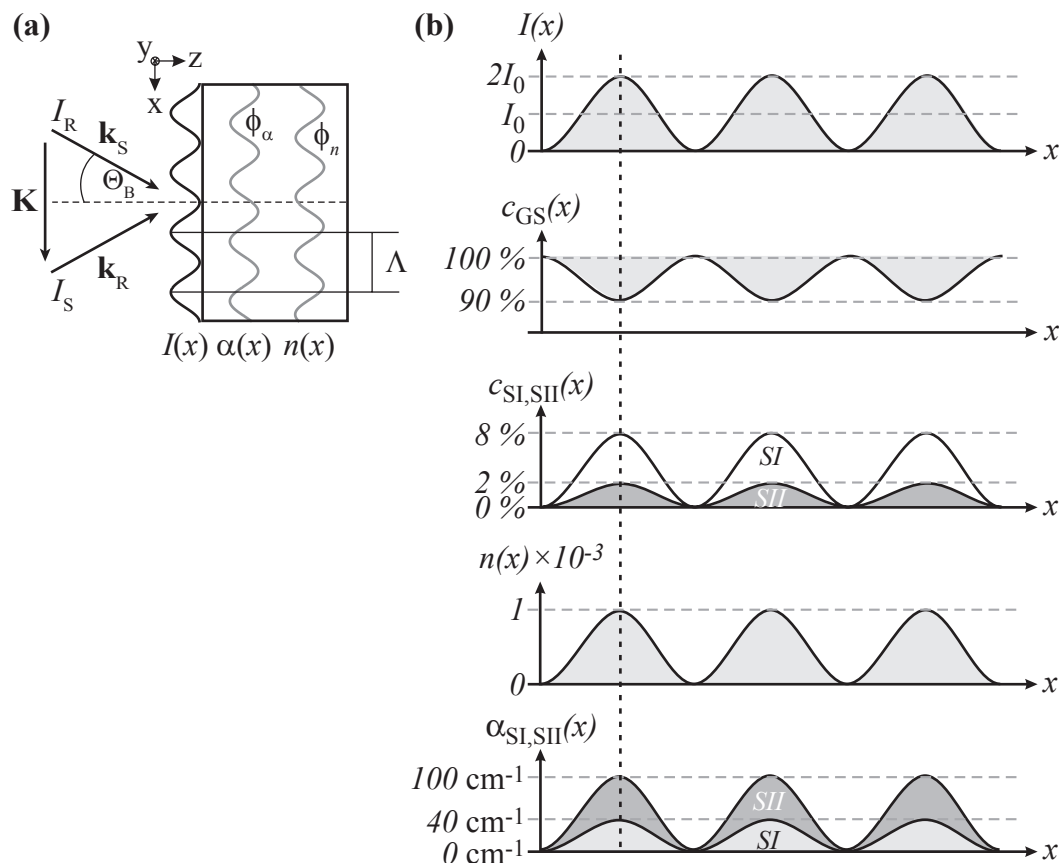 (a)
y
z
x
I_R
k_S
Θ_B
K
k_R
I_S
ϕ_α
ϕ_n
Λ
I(x) α(x) n(x)
(b)
I(x)
2I_0
I_0
0
x
c_GS(x)
100 %
90 %
x
c_SI,SII(x)
8 %
SI
2 %
SII
0 %
x
n(x) ×10^-3
1
0
x
α_SI,SII(x)
100 cm^-1
SII
40 cm^-1
SI
0 cm^-1
x